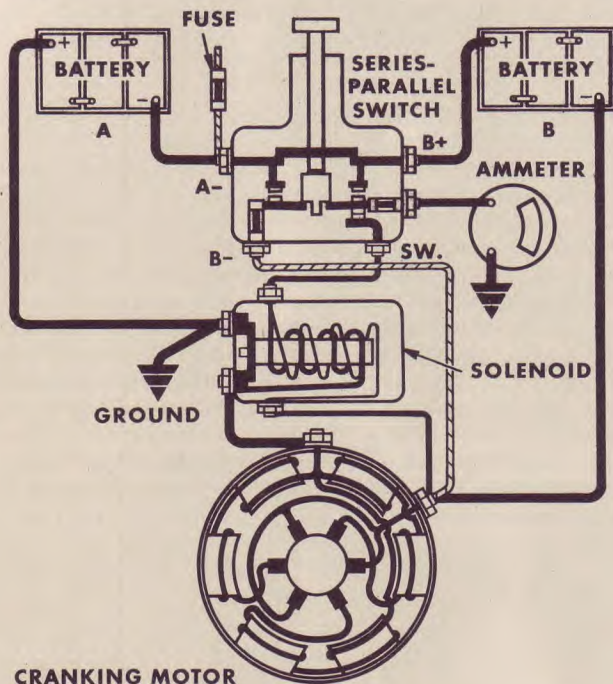 FUSE
+
BATTERY
-
A
SERIES-
PARALLEL
SWITCH
+
BATTERY
-
B
B+
A-
AMMETER
B-
SW.
SOLENOID
GROUND
CRANKING MOTOR